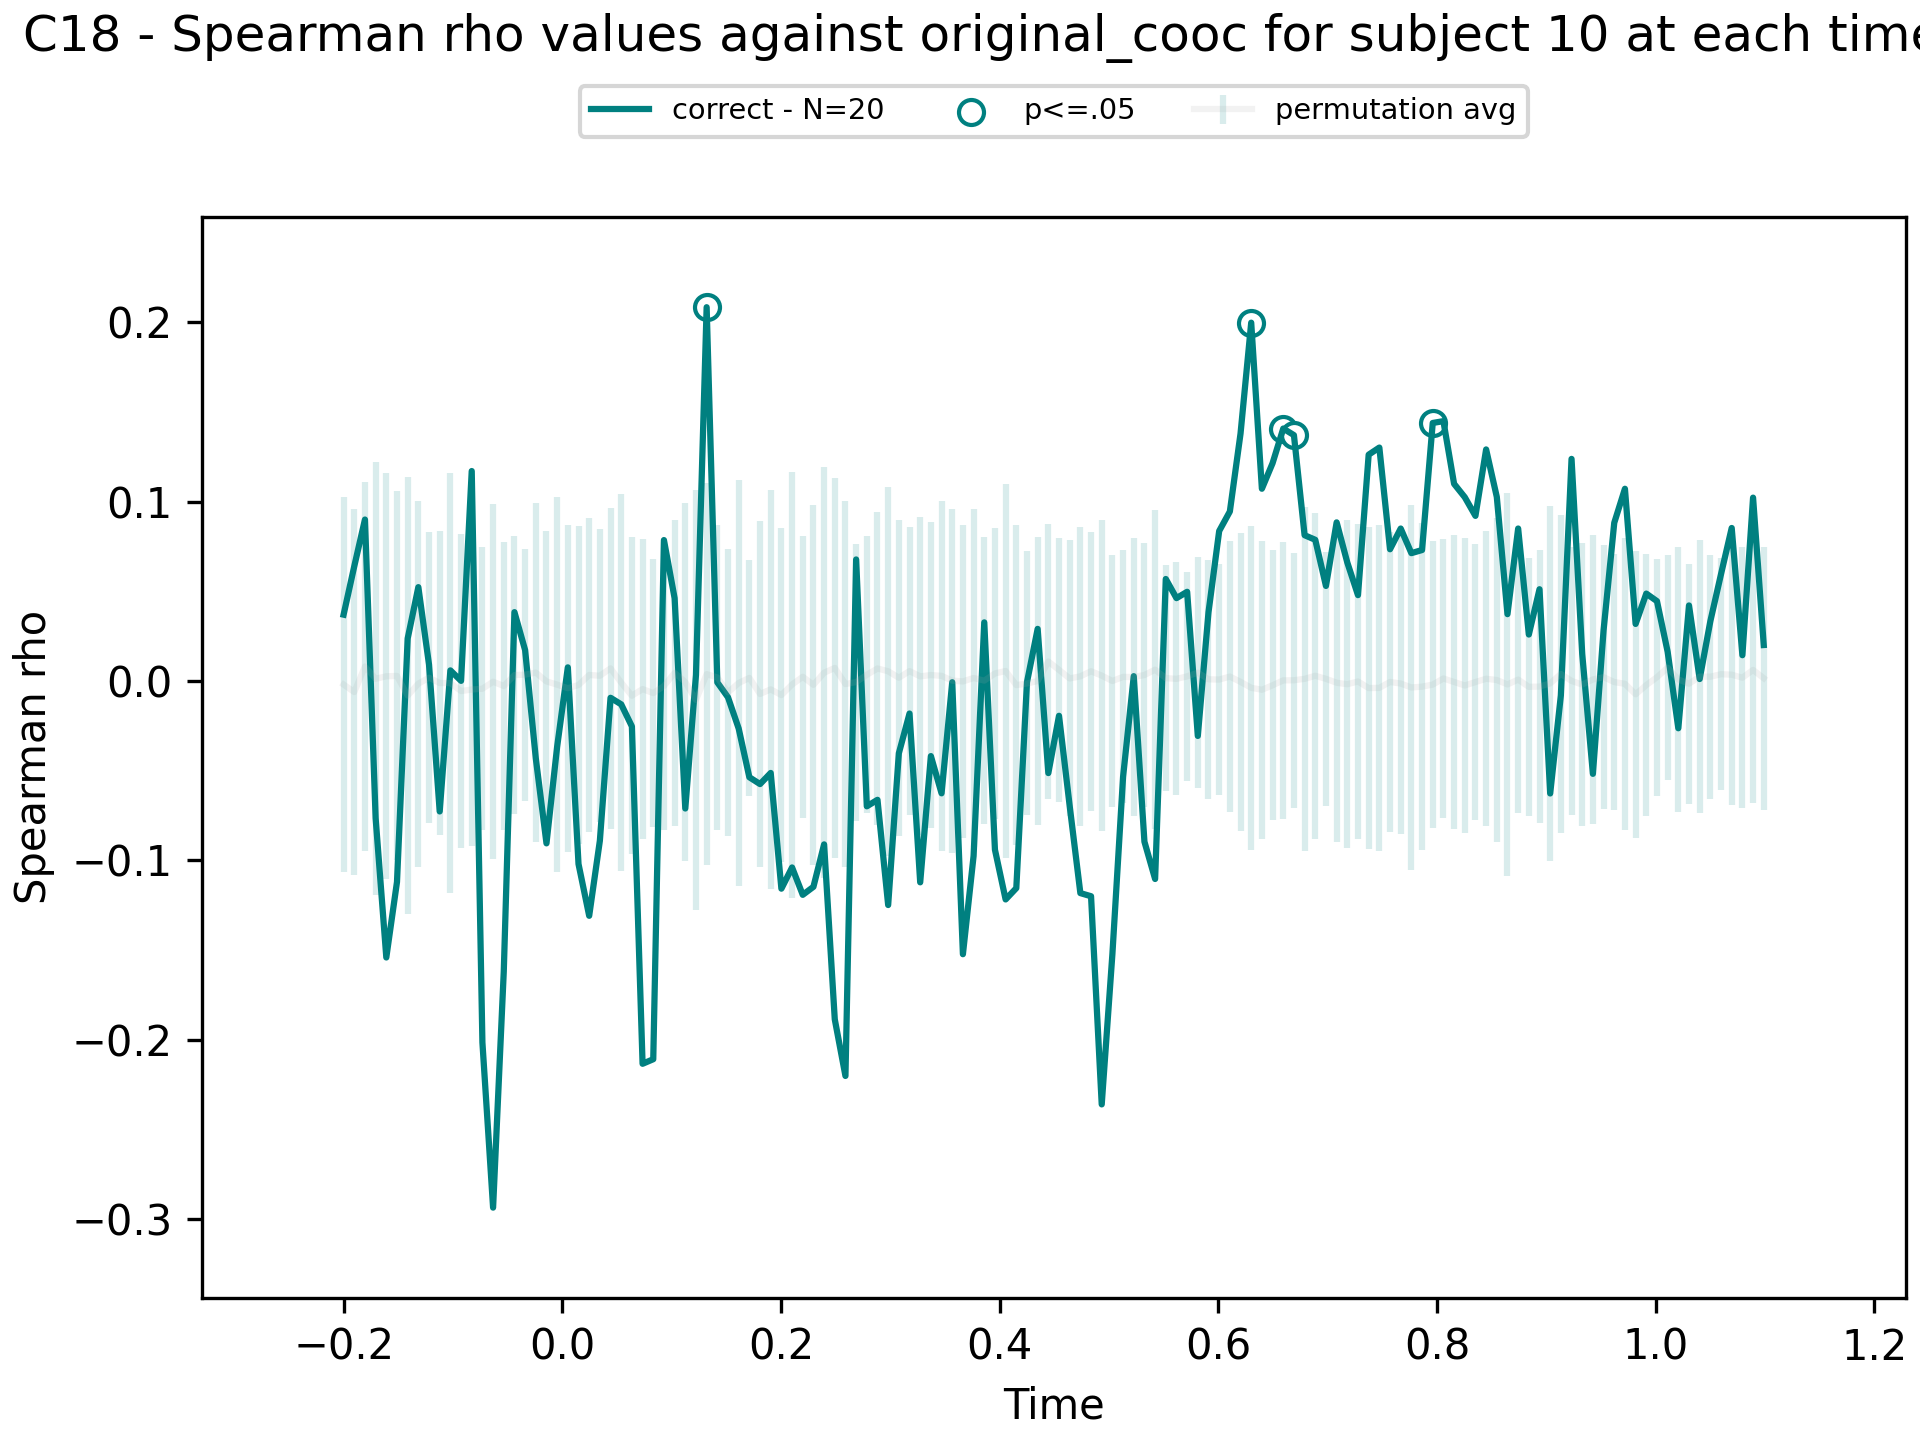 C18 - Spearman rho values against original_cooc for subject 10 at each time
correct - N=20 p<=.05 permutation avg
0.2
0.1
0.0
−0.1
−0.2
−0.3
Spearman rho
−0.2 0.0 0.2 0.4 0.6 0.8 1.0 1.2
Time